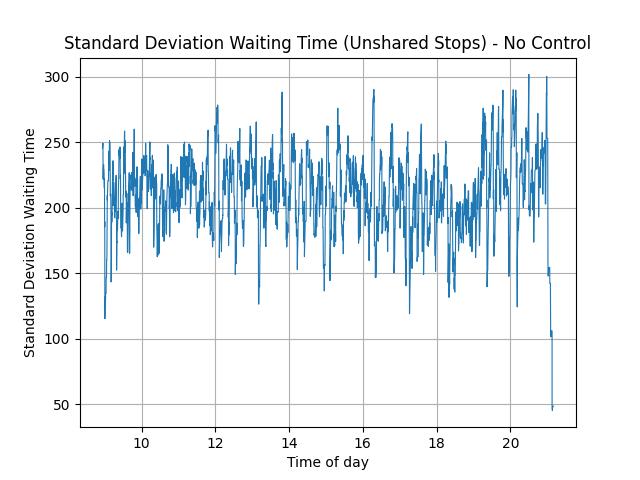 Standard Deviation Waiting Time (Unshared Stops) - No Control
Standard Deviation Waiting Time
300
250
200
150
100
50
10 12 14 16 18 20
Time of day